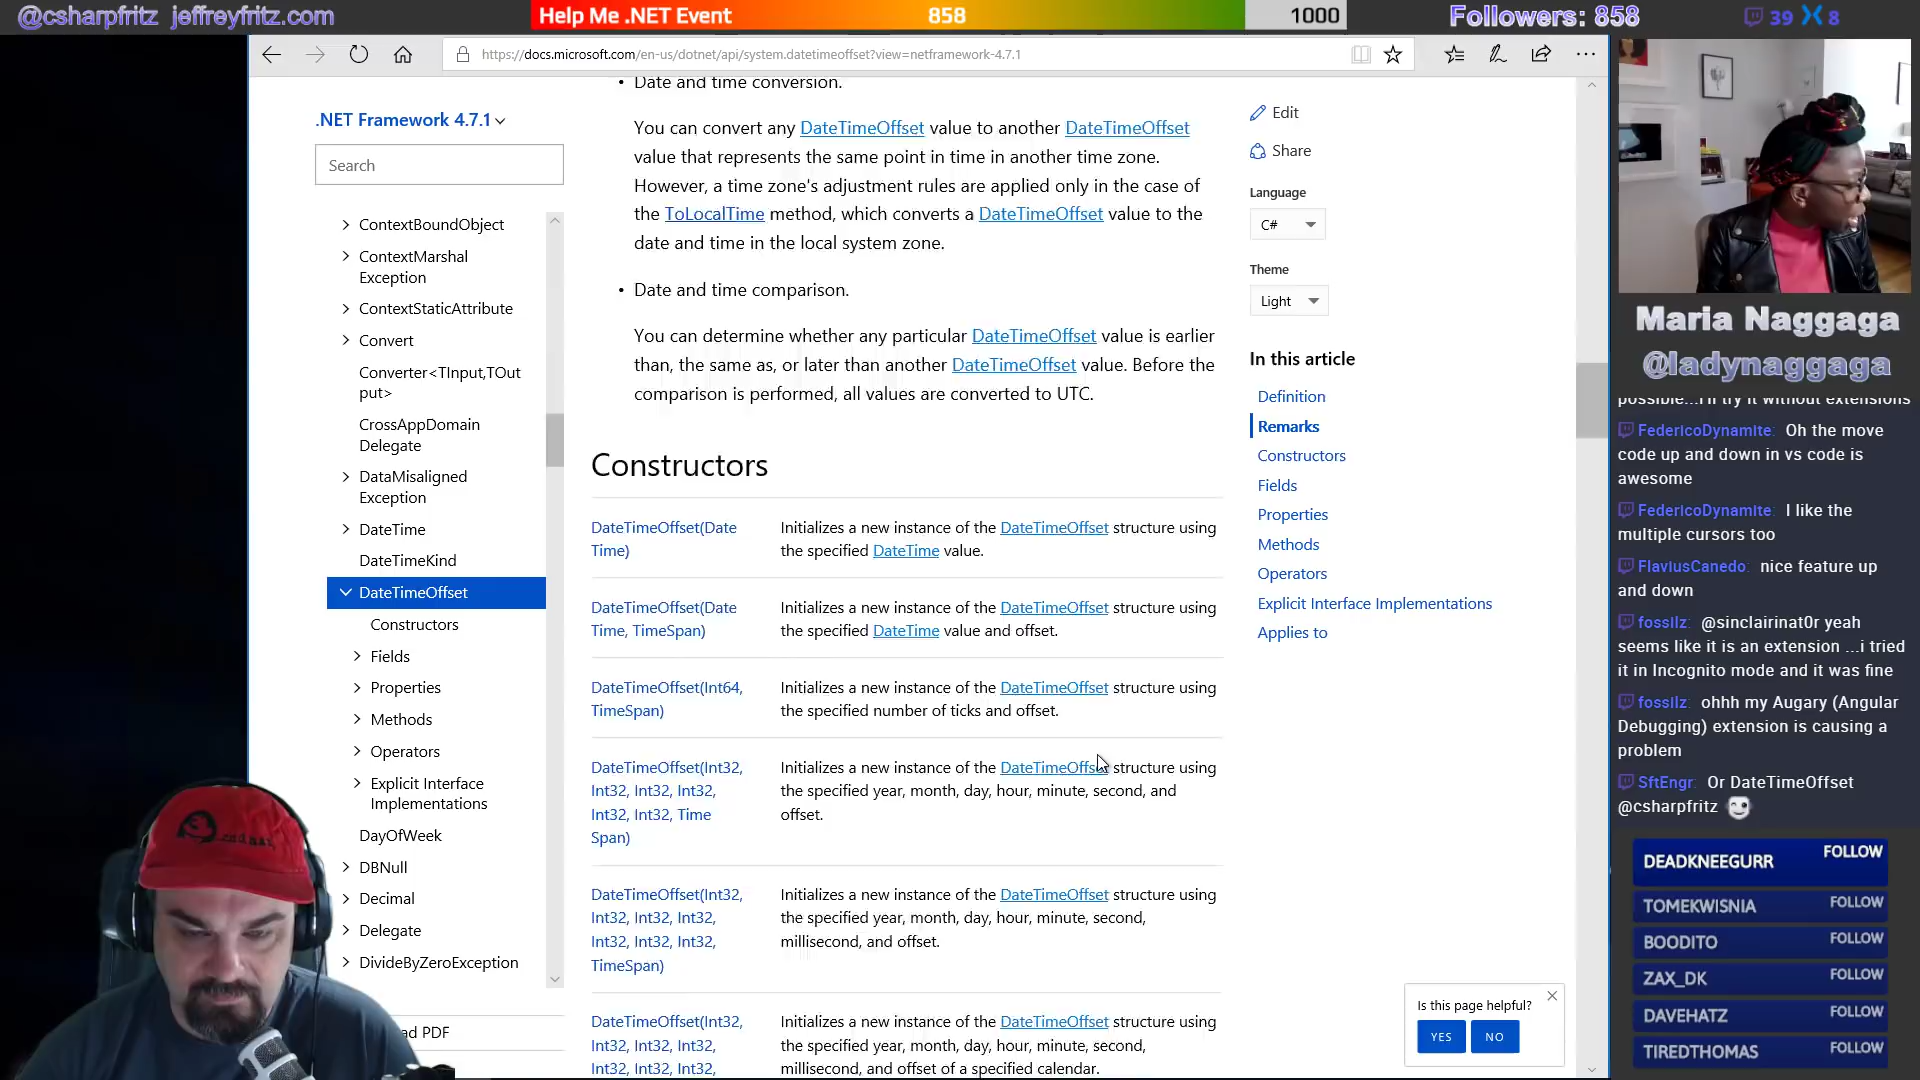 @csharpfritz jeffreyfritz.com
Help Me .NET Event
858
1000
Followers: 858
39
8
https://docs.microsoft.com/en-us/dotnet/api/system.datetimeoffset?view=netframework-4.7.1
.NET Framework 4.7.1
Search
ContextBoundObject
ContextMarshal
Exception
ContextStaticAttribute
Convert
Converter<TInput,TOut
put>
CrossAppDomain
Delegate
DataMisaligned
Exception
DateTime
DateTimeKind
DateTimeOffset
Constructors
Fields
Properties
Methods
Operators
Explicit Interface
Implementations
DayOfWeek
DBNull
Decimal
Delegate
DivideByZeroException
ad PDF
• Date and time conversion.
You can convert any DateTimeOffset value to another DateTimeOffset
value that represents the same point in time in another time zone.
However, a time zone's adjustment rules are applied only in the case of
the ToLocalTime method, which converts a DateTimeOffset value to the
date and time in the local system zone.
• Date and time comparison.
You can determine whether any particular DateTimeOffset value is earlier
than, the same as, or later than another DateTimeOffset value. Before the
comparison is performed, all values are converted to UTC.
Constructors
DateTimeOffset(Date
Time)
Initializes a new instance of the DateTimeOffset structure using
the specified DateTime value.
DateTimeOffset(Date
Time, TimeSpan)
Initializes a new instance of the DateTimeOffset structure using
the specified DateTime value and offset.
DateTimeOffset(Int64,
TimeSpan)
Initializes a new instance of the DateTimeOffset structure using
the specified number of ticks and offset.
DateTimeOffset(Int32,
Int32, Int32, Int32,
Int32, Int32, Time
Span)
Initializes a new instance of the DateTimeOffset structure using
the specified year, month, day, hour, minute, second, and
offset.
DateTimeOffset(Int32,
Int32, Int32, Int32,
Int32, Int32, Int32,
TimeSpan)
Initializes a new instance of the DateTimeOffset structure using
the specified year, month, day, hour, minute, second,
millisecond, and offset.
DateTimeOffset(Int32,
Int32, Int32, Int32,
Int32, Int32, Int32,
Initializes a new instance of the DateTimeOffset structure using
the specified year, month, day, hour, minute, second,
millisecond, and offset of a specified calendar.
Edit
Share
Language
C#
Theme
Light
In this article
Definition
Remarks
Constructors
Fields
Properties
Methods
Operators
Explicit Interface Implementations
Applies to
Is this page helpful?
YES
NO
Maria Naggaga
@ladynaggaga
possible...I'll try it without extensions
FedericoDynamite: Oh the move
code up and down in vs code is
awesome
FedericoDynamite: I like the
multiple cursors too
FlaviusCanedo: nice feature up
and down
fossilz: @sinclairinat0r yeah
seems like it is an extension ...i tried
it in Incognito mode and it was fine
fossilz: ohhh my Augary (Angular
Debugging) extension is causing a
problem
SftEngr: Or DateTimeOffset
@csharpfritz
DEADKNEEGURR FOLLOW
TOMEKWISNIA FOLLOW
BOODITO FOLLOW
ZAX_DK FOLLOW
DAVEHATZ FOLLOW
TIREDTHOMAS FOLLOW